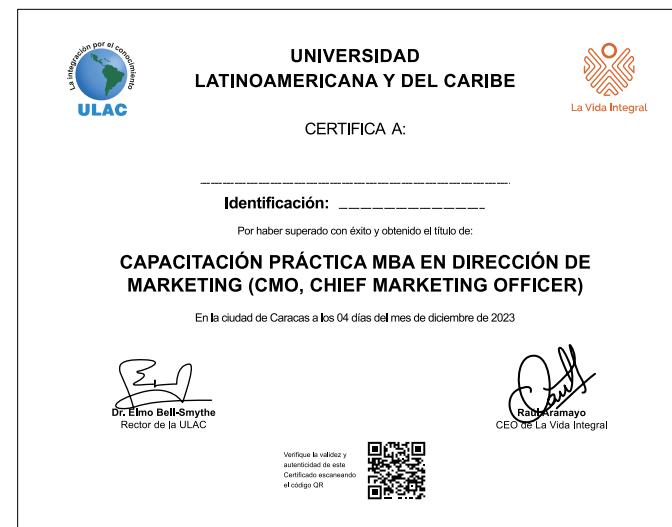 La integración por el conocimiento
ULAC
UNIVERSIDAD
LATINOAMERICANA Y DEL CARIBE
La Vida Integral
CERTIFICA A:
Identificación:
Por haber superado con éxito y obtenido el título de:
CAPACITACIÓN PRÁCTICA MBA EN DIRECCIÓN DE
MARKETING (CMO, CHIEF MARKETING OFFICER)
En la ciudad de Caracas a los 04 días del mes de diciembre de 2023
Dr. Elmo Bell-Smythe
Rector de la ULAC
Raul Aramayo
CEO de La Vida Integral
Verifique la validez y
autenticidad de este
Certificado escaneando
el código QR